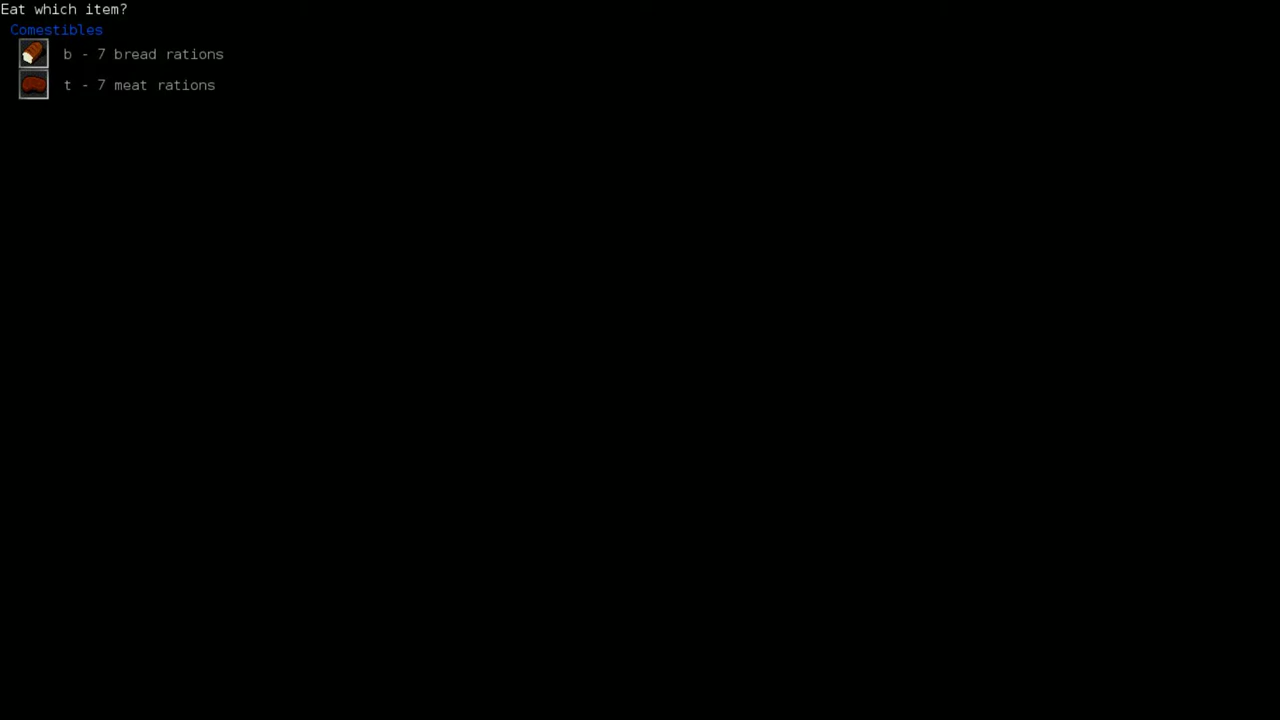 Eat which item?
Comestibles
b - 7 bread rations
t - 7 meat rations